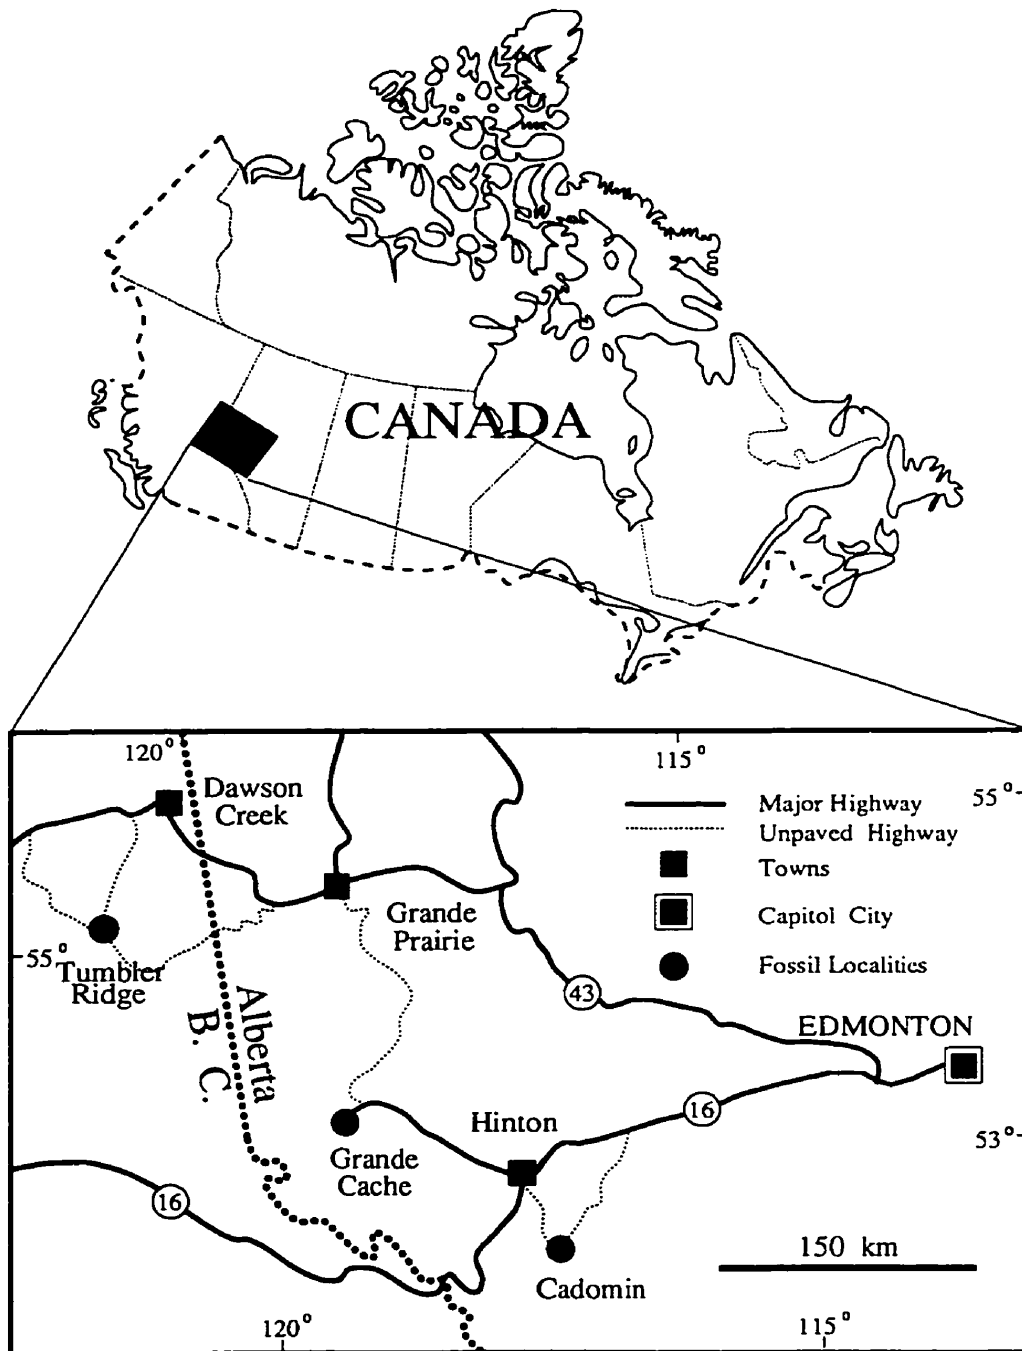 CANADA
120°
115°
55°
Dawson
Creek
Major Highway
Unpaved Highway
Towns
Capitol City
Fossil Localities
Grande
Prairie
55°
Tumbler
Ridge
Alberta
B. C.
43
EDMONTON
16
Hinton
53°
Grande
Cache
16
150 km
Cadomin
120°
115°